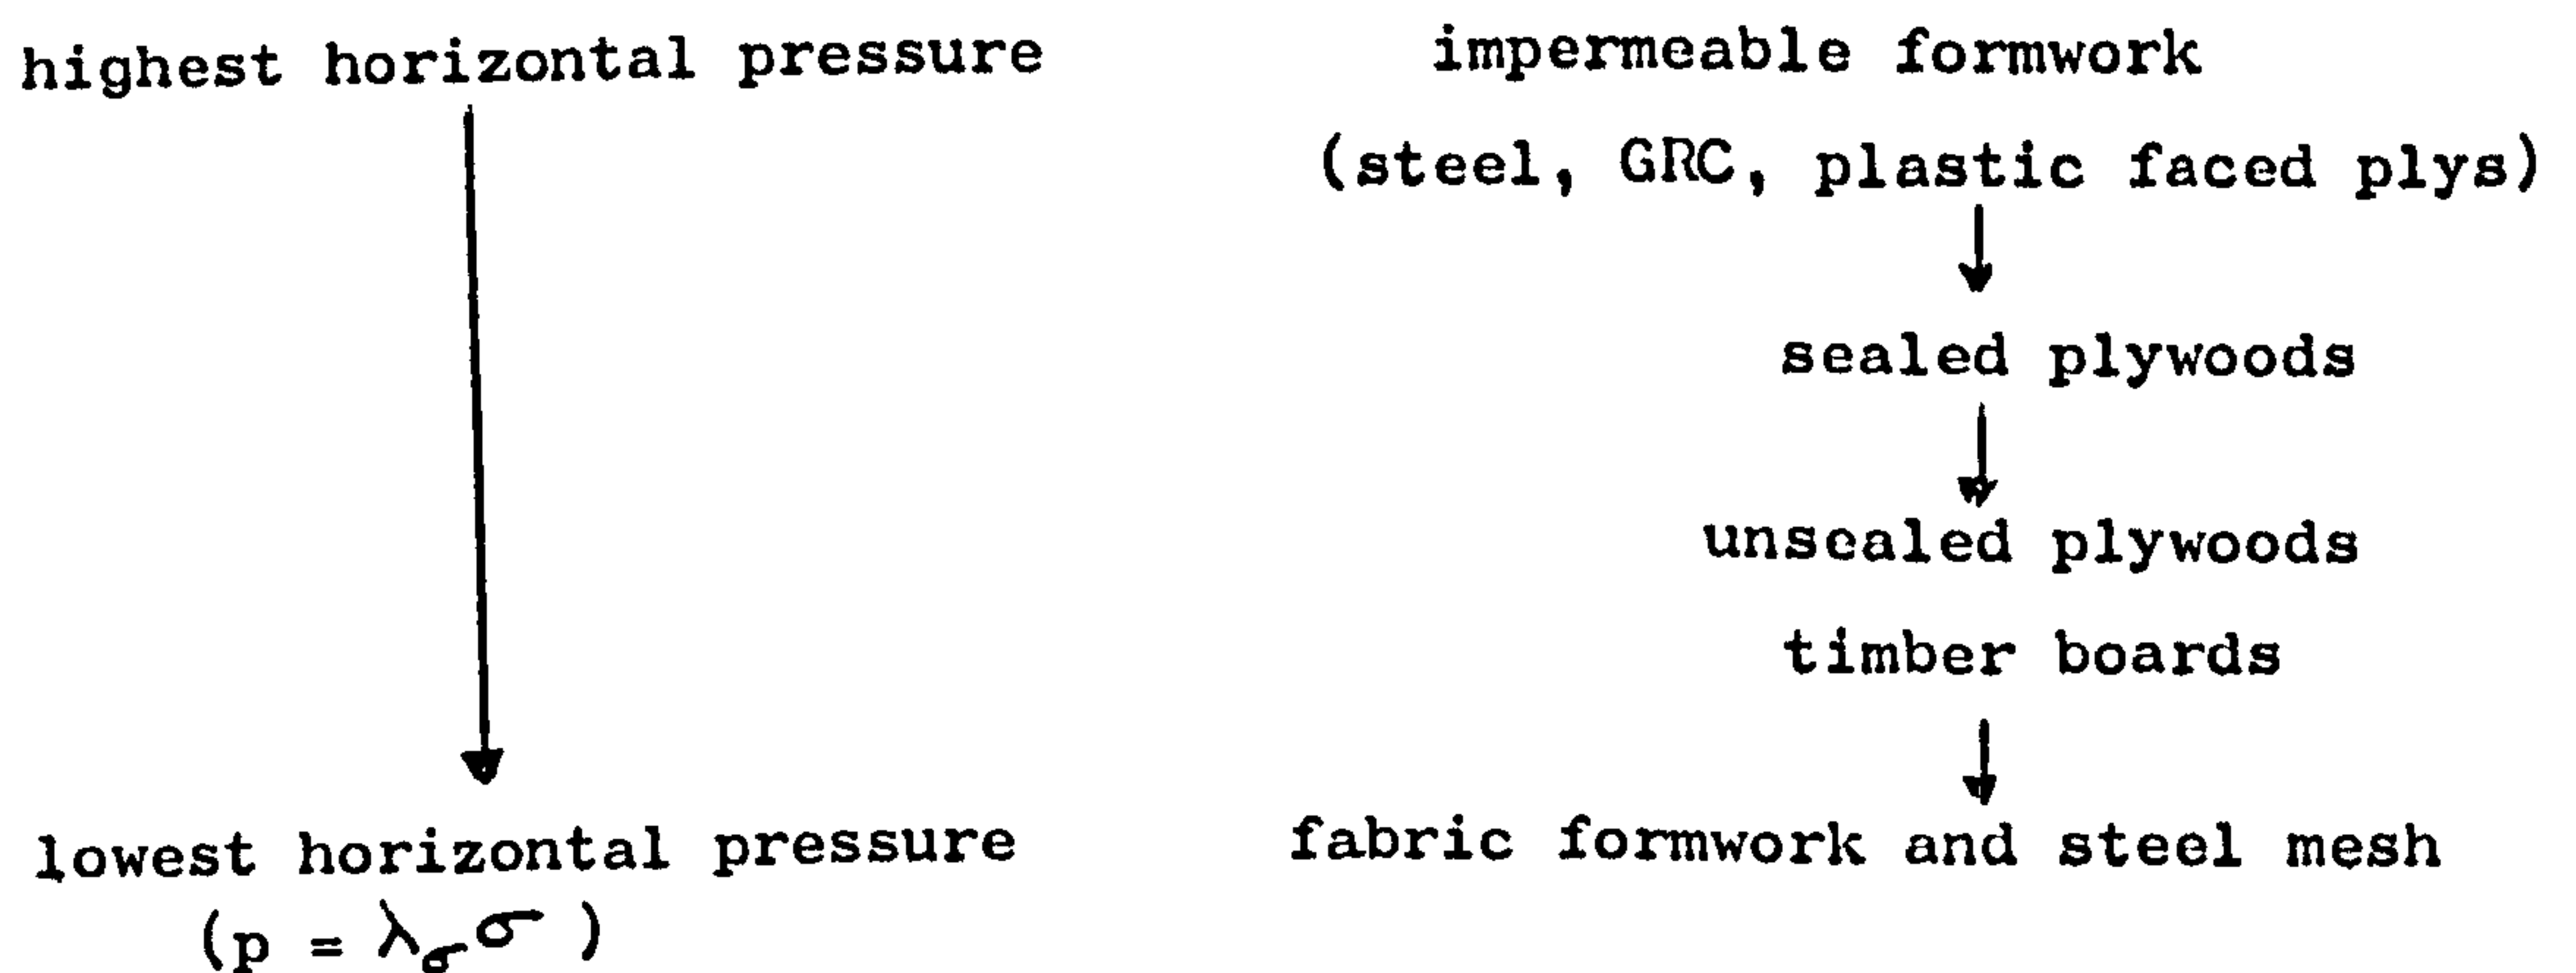 highest horizontal pressure
impermeable formwork
(steel, GRC, plastic faced plys)
sealed plywoods
unsealed plywoods
timber boards
lowest horizontal pressure
(p = λσσ)
fabric formwork and steel mesh